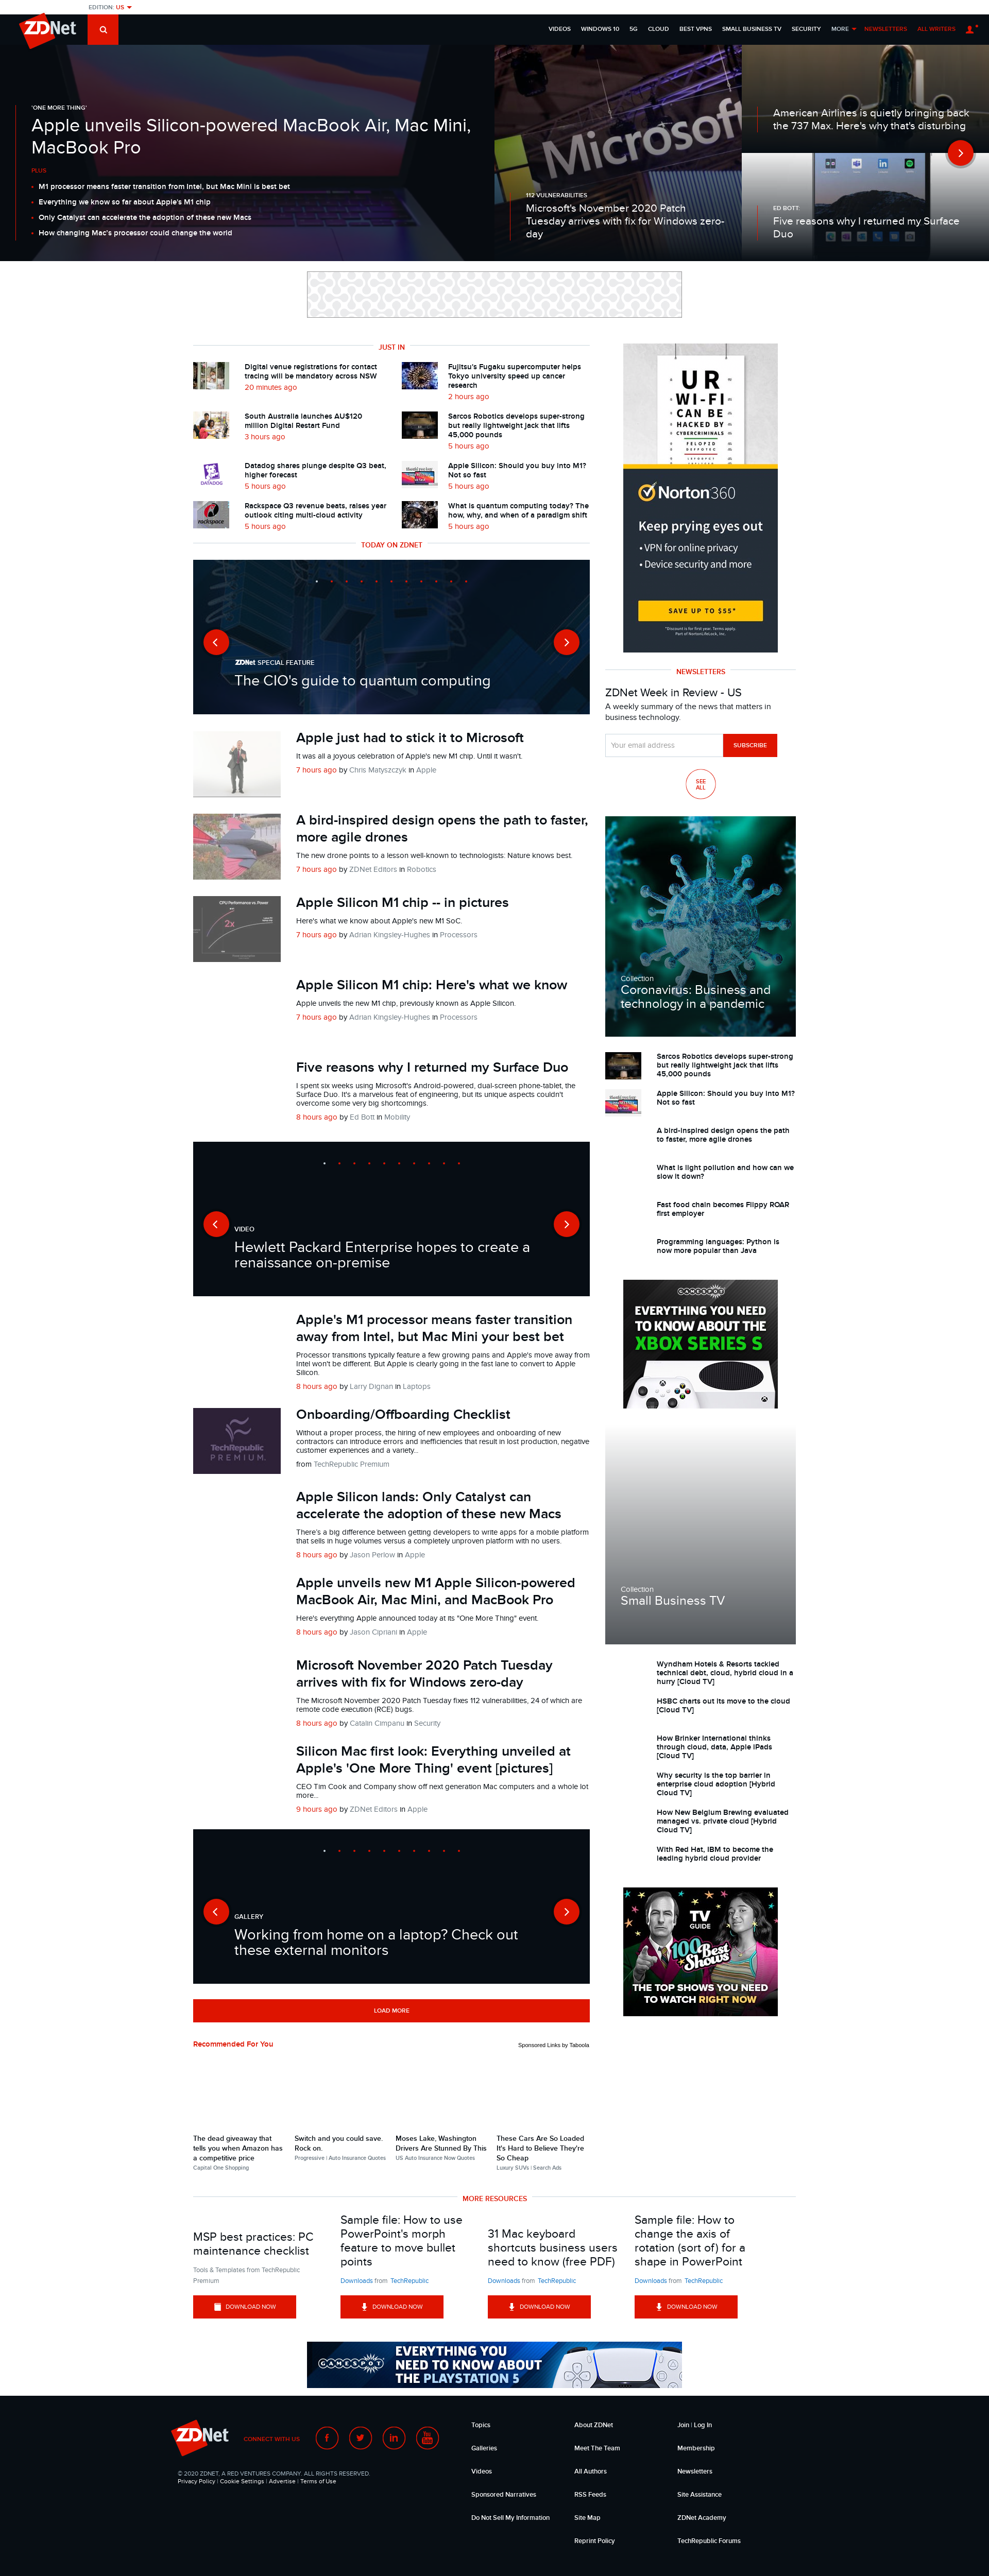 EDITION: US
ZDNet
VIDEOS WINDOWS 10 5G CLOUD BEST VPNS SMALL BUSINESS TV SECURITY MORE NEWSLETTERS ALL WRITERS
'ONE MORE THING'
Apple unveils Silicon-powered MacBook Air, Mac Mini,
MacBook Pro
PLUS
M1 processor means faster transition from Intel, but Mac Mini is best bet
Everything we know so far about Apple's M1 chip
Only Catalyst can accelerate the adoption of these new Macs
How changing Mac's processor could change the world
Microsoft
112 VULNERABILITIES
Microsoft's November 2020 Patch
Tuesday arrives with fix for Windows zero-
day
American Airlines is quietly bringing back
the 737 Max. Here's why that's disturbing
ED BOTT:
Five reasons why I returned my Surface
Duo
JUST IN
Digital venue registrations for contact
tracing will be mandatory across NSW
20 minutes ago
Fujitsu's Fugaku supercomputer helps
Tokyo university speed up cancer
research
2 hours ago
South Australia launches AU$120
million Digital Restart Fund
3 hours ago
Sarcos Robotics develops super-strong
but really lightweight jack that lifts
45,000 pounds
5 hours ago
DATADOG
Datadog shares plunge despite Q3 beat,
higher forecast
5 hours ago
Apple Silicon: Should you buy into M1?
Not so fast
5 hours ago
rackspace
Rackspace Q3 revenue beats, raises year
outlook citing multi-cloud activity
5 hours ago
What is quantum computing today? The
how, why, and when of a paradigm shift
5 hours ago
TODAY ON ZDNET
ZDNet SPECIAL FEATURE
The CIO's guide to quantum computing
Apple just had to stick it to Microsoft
It was all a joyous celebration of Apple's new M1 chip. Until it wasn't.
7 hours ago by Chris Matyszczyk in Apple
A bird-inspired design opens the path to faster,
more agile drones
The new drone points to a lesson well-known to technologists: Nature knows best.
7 hours ago by ZDNet Editors in Robotics
CPU Performance vs. Power
2x
Apple Silicon M1 chip -- in pictures
Here's what we know about Apple's new M1 SoC.
7 hours ago by Adrian Kingsley-Hughes in Processors
Apple Silicon M1 chip: Here's what we know
Apple unveils the new M1 chip, previously known as Apple Silicon.
7 hours ago by Adrian Kingsley-Hughes in Processors
Five reasons why I returned my Surface Duo
I spent six weeks using Microsoft's Android-powered, dual-screen phone-tablet, the
Surface Duo. It's a marvelous feat of engineering, but its unique aspects couldn't
overcome some very big shortcomings.
8 hours ago by Ed Bott in Mobility
VIDEO
Hewlett Packard Enterprise hopes to create a
renaissance on-premise
Apple's M1 processor means faster transition
away from Intel, but Mac Mini your best bet
Processor transitions typically feature a few growing pains and Apple's move away from
Intel won't be different. But Apple is clearly going in the fast lane to convert to Apple
Silicon.
8 hours ago by Larry Dignan in Laptops
TechRepublic
PREMIUM
Onboarding/Offboarding Checklist
Without a proper process, the hiring of new employees and onboarding of new
contractors can introduce errors and inefficiencies that result in lost production, negative
customer experiences and a variety...
from TechRepublic Premium
Apple Silicon lands: Only Catalyst can
accelerate the adoption of these new Macs
There's a big difference between getting developers to write apps for a mobile platform
that sells in huge volumes versus a completely unproven platform with no users.
8 hours ago by Jason Perlow in Apple
Apple unveils new M1 Apple Silicon-powered
MacBook Air, Mac Mini, and MacBook Pro
Here's everything Apple announced today at its "One More Thing" event.
8 hours ago by Jason Cipriani in Apple
Microsoft November 2020 Patch Tuesday
arrives with fix for Windows zero-day
The Microsoft November 2020 Patch Tuesday fixes 112 vulnerabilities, 24 of which are
remote code execution (RCE) bugs.
8 hours ago by Catalin Cimpanu in Security
Silicon Mac first look: Everything unveiled at
Apple's 'One More Thing' event [pictures]
CEO Tim Cook and Company show off next generation Mac computers and a whole lot
more...
9 hours ago by ZDNet Editors in Apple
GALLERY
Working from home on a laptop? Check out
these external monitors
LOAD MORE
UR
WI-FI
CAN BE
HACKED BY
CYBERCRIMINALS
Norton360
Keep prying eyes out
• VPN for online privacy
• Device security and more
SAVE UP TO $55*
*Discount is for first year. Terms apply.
Part of NortonLifeLock, Inc.
NEWSLETTERS
ZDNet Week in Review - US
A weekly summary of the news that matters in
business technology.
Your email address SUBSCRIBE
SEE
ALL
Collection
Coronavirus: Business and
technology in a pandemic
Sarcos Robotics develops super-strong
but really lightweight jack that lifts
45,000 pounds
Apple Silicon: Should you buy into M1?
Not so fast
A bird-inspired design opens the path
to faster, more agile drones
What is light pollution and how can we
slow it down?
Fast food chain becomes Flippy ROAR
first employer
Programming languages: Python is
now more popular than Java
GAMESPOT
EVERYTHING YOU NEED
TO KNOW ABOUT THE
XBOX SERIES S
Collection
Small Business TV
Wyndham Hotels & Resorts tackled
technical debt, cloud, hybrid cloud in a
hurry [Cloud TV]
HSBC charts out its move to the cloud
[Cloud TV]
How Brinker International thinks
through cloud, data, Apple iPads
[Cloud TV]
Why security is the top barrier in
enterprise cloud adoption [Hybrid
Cloud TV]
How New Belgium Brewing evaluated
managed vs. private cloud [Hybrid
Cloud TV]
With Red Hat, IBM to become the
leading hybrid cloud provider
TV
GUIDE
100 Best
Shows
THE TOP SHOWS YOU NEED
TO WATCH RIGHT NOW
Recommended For You
Sponsored Links by Taboola
The dead giveaway that
tells you when Amazon has
a competitive price
Capital One Shopping
Switch and you could save.
Rock on.
Progressive | Auto Insurance Quotes
Moses Lake, Washington
Drivers Are Stunned By This
US Auto Insurance Now Quotes
These Cars Are So Loaded
It's Hard to Believe They're
So Cheap
Luxury SUVs | Search Ads
MORE RESOURCES
MSP best practices: PC
maintenance checklist
Tools & Templates from TechRepublic
Premium
DOWNLOAD NOW
Sample file: How to use
PowerPoint's morph
feature to move bullet
points
Downloads from TechRepublic
DOWNLOAD NOW
31 Mac keyboard
shortcuts business users
need to know (free PDF)
Downloads from TechRepublic
DOWNLOAD NOW
Sample file: How to
change the axis of
rotation (sort of) for a
shape in PowerPoint
Downloads from TechRepublic
DOWNLOAD NOW
GAMESPOT
EVERYTHING YOU
NEED TO KNOW ABOUT
THE PLAYSTATION 5
ZDNet
CONNECT WITH US
© 2020 ZDNET, A RED VENTURES COMPANY. ALL RIGHTS RESERVED.
Privacy Policy | Cookie Settings | Advertise | Terms of Use
Topics
Galleries
Videos
Sponsored Narratives
Do Not Sell My Information
About ZDNet
Meet The Team
All Authors
RSS Feeds
Site Map
Reprint Policy
Join | Log In
Membership
Newsletters
Site Assistance
ZDNet Academy
TechRepublic Forums